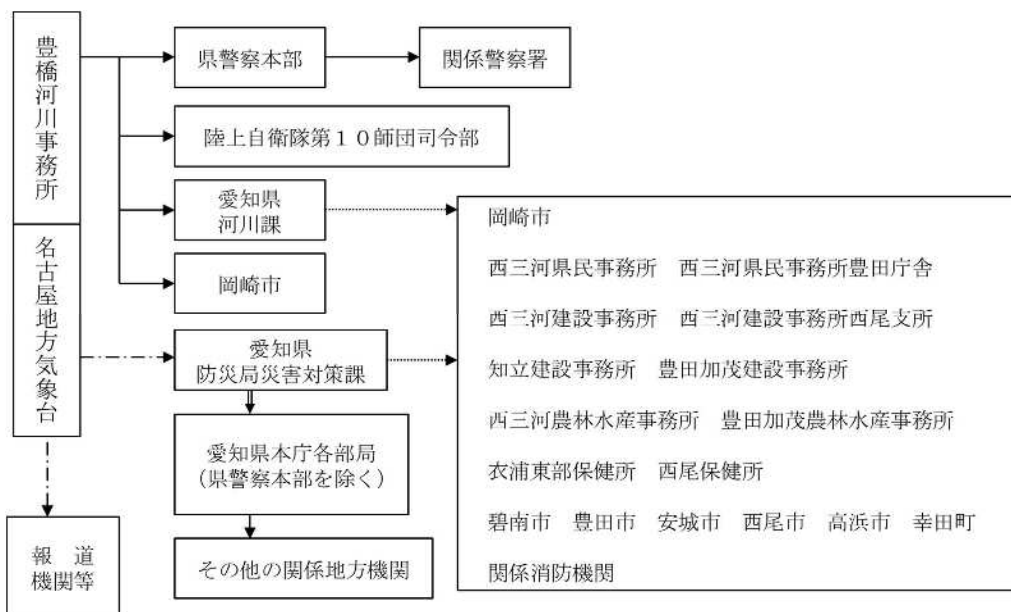 豊橋河川事務所
名古屋地方気象台
報　道
機関等
県警察本部
関係警察署
陸上自衛隊第１０師団司令部
愛知県
河川課
岡崎市
愛知県
防災局災害対策課
愛知県本庁各部局
（県警察本部を除く）
その他の関係地方機関
岡崎市
西三河県民事務所　西三河県民事務所豊田庁舎
西三河建設事務所　西三河建設事務所西尾支所
知立建設事務所　豊田加茂建設事務所
西三河農林水産事務所　豊田加茂農林水産事務所
衣浦東部保健所　西尾保健所
碧南市　豊田市　安城市　西尾市　高浜市　幸田町
関係消防機関